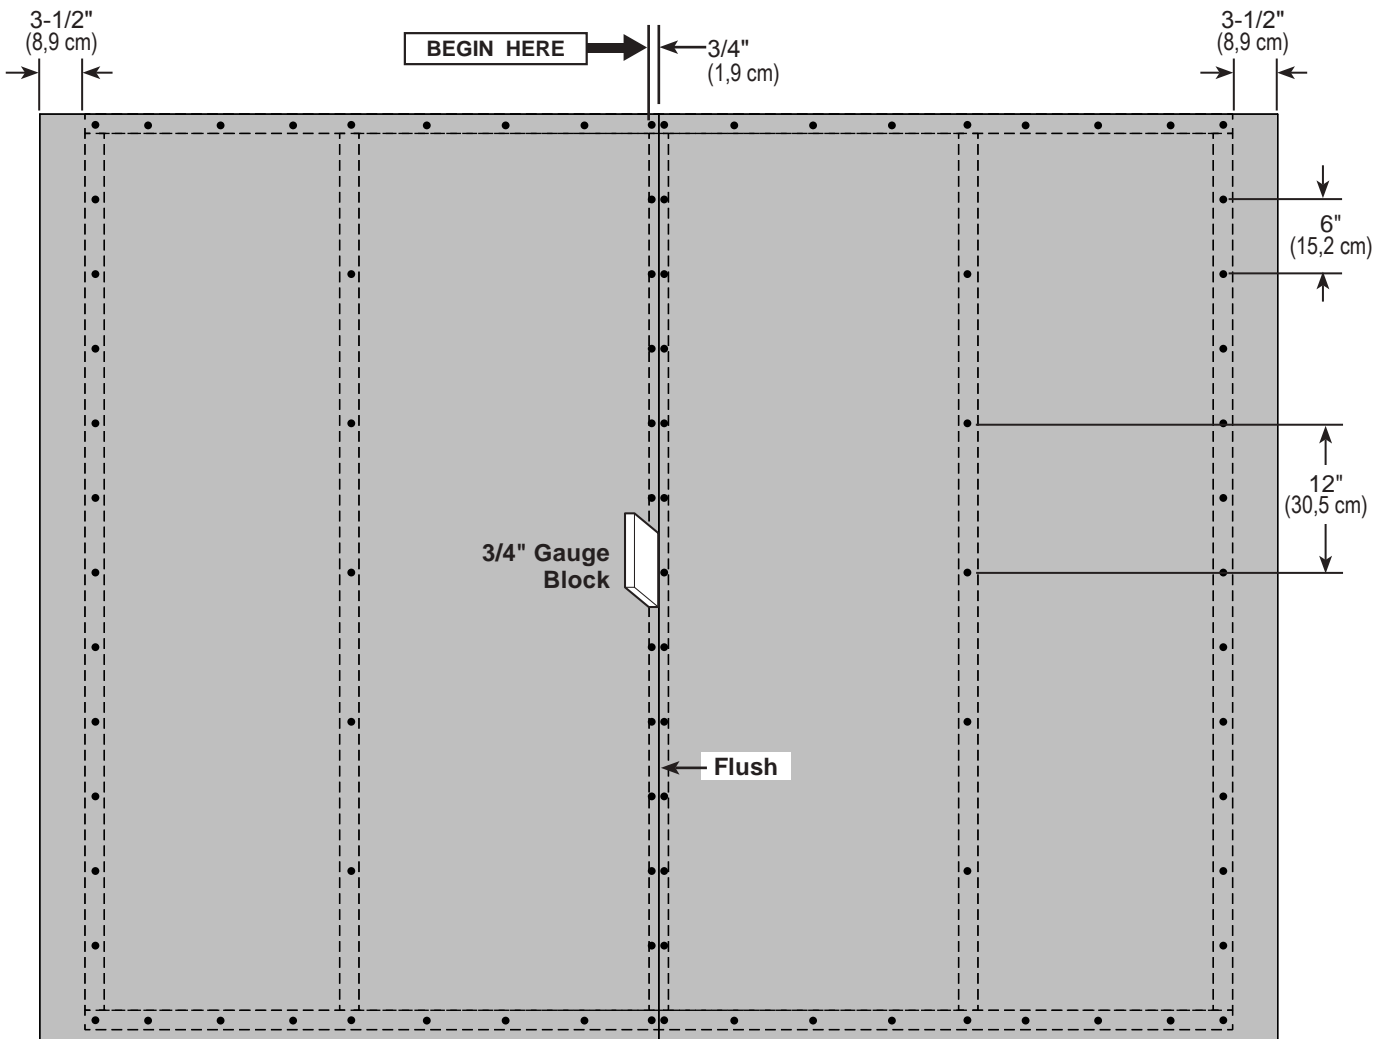 3-1/2"
(8,9 cm)
BEGIN HERE
3/4"
(1,9 cm)
3-1/2"
(8,9 cm)
6"
(15,2 cm)
12"
(30,5 cm)
3/4" Gauge
Block
Flush